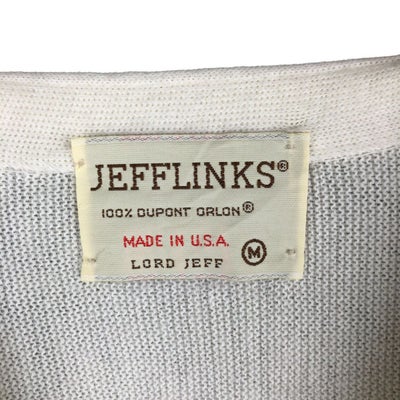 JEFFLINKS®
100% DUPONT ORLON®
MADE IN U.S.A.
LORD JEFF M